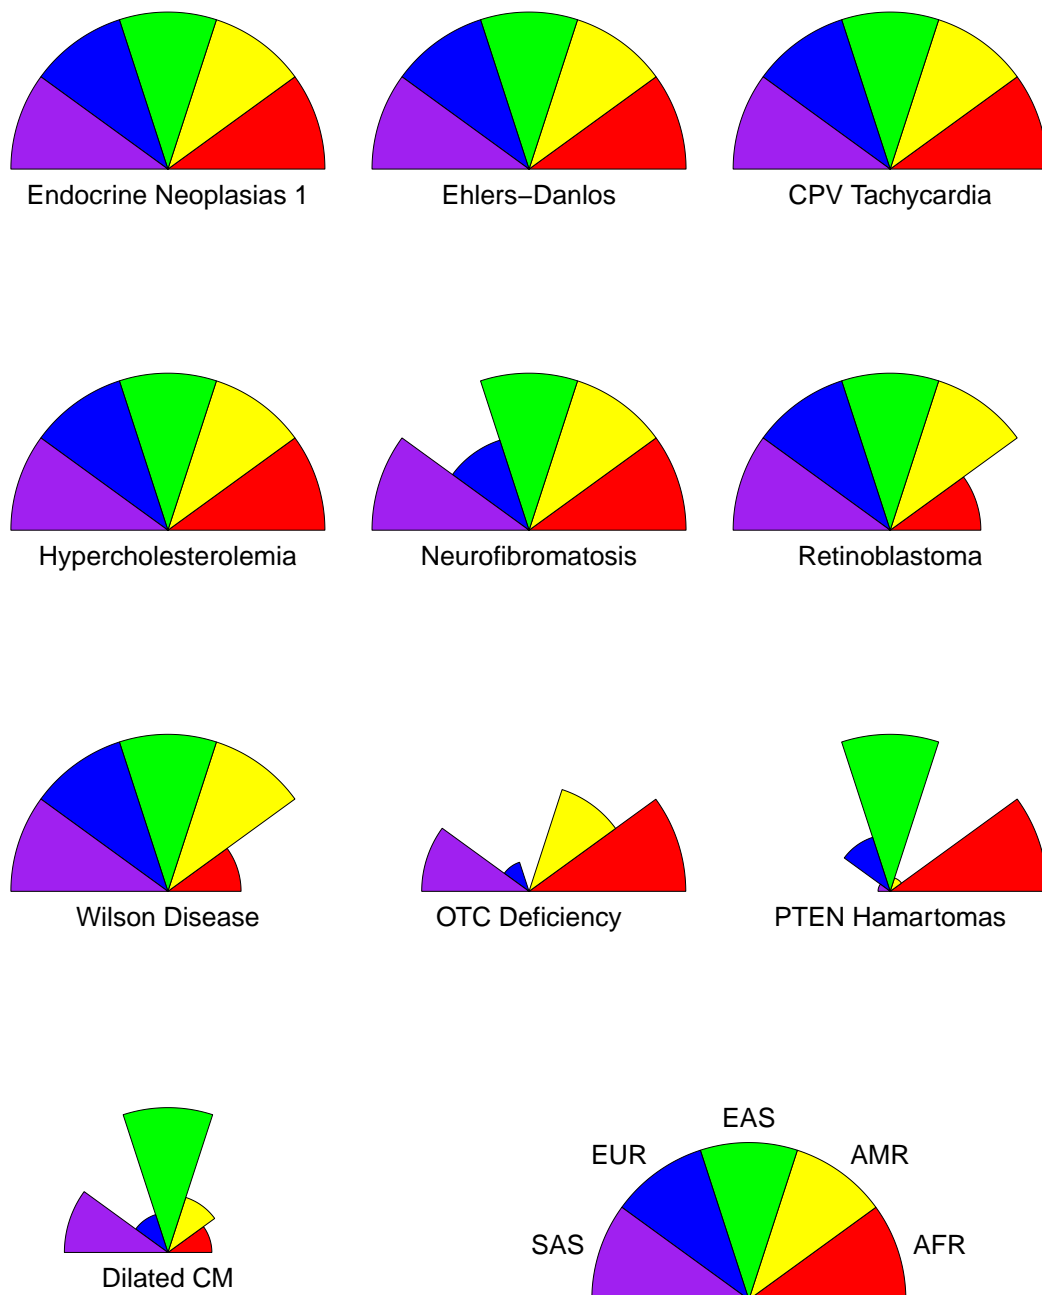 Endocrine Neoplasias 1
Ehlers−Danlos
CPV Tachycardia
Hypercholesterolemia
Neurofibromatosis
Retinoblastoma
Wilson Disease
OTC Deficiency
PTEN Hamartomas
Dilated CM
EAS
EUR
AMR
SAS
AFR